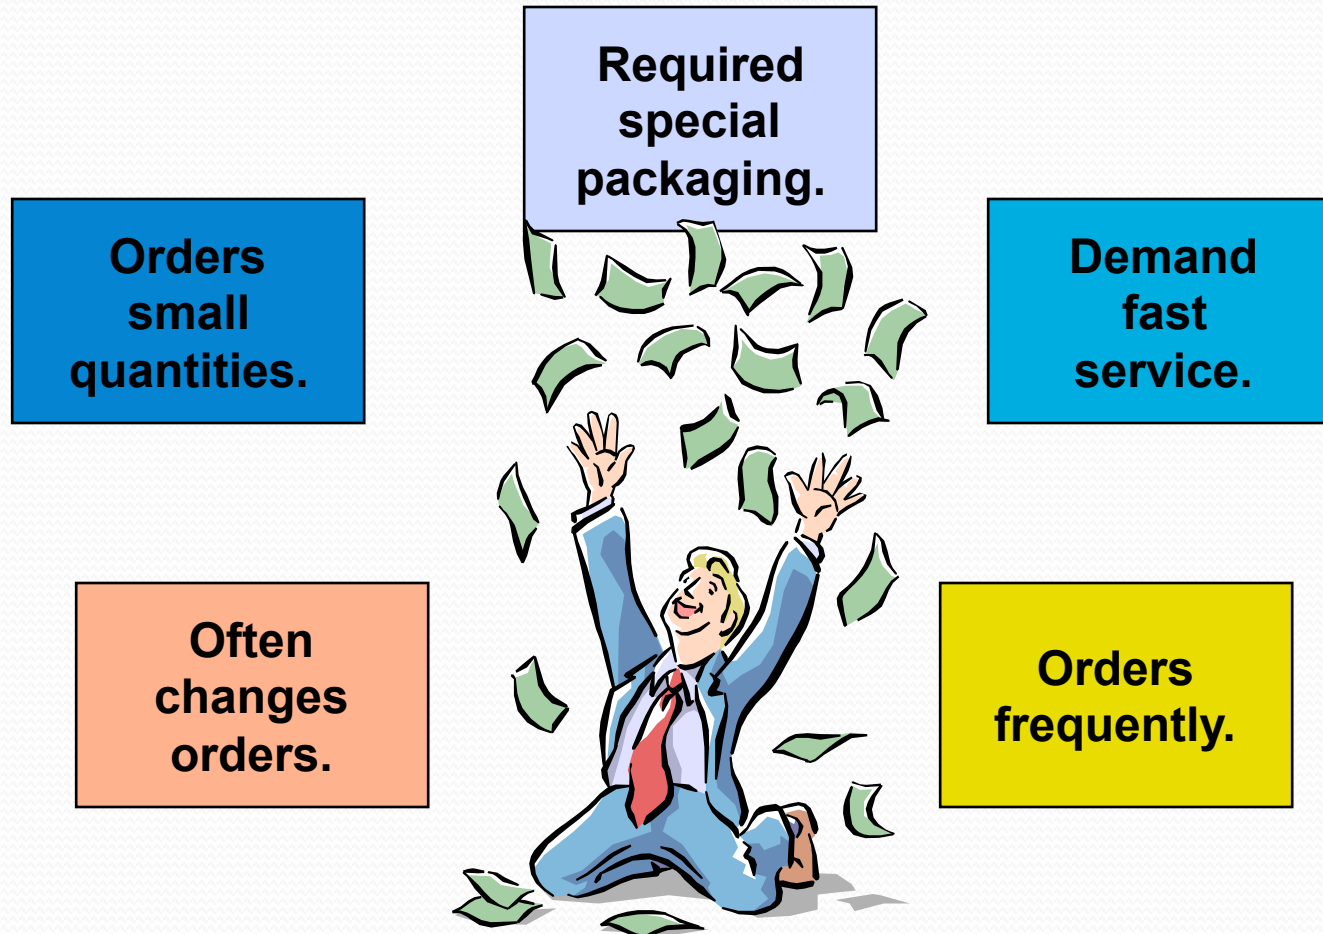 Required
special
packaging.
Orders
small
quantities.
Demand
fast
service.
Often
changes
orders.
Orders
frequently.